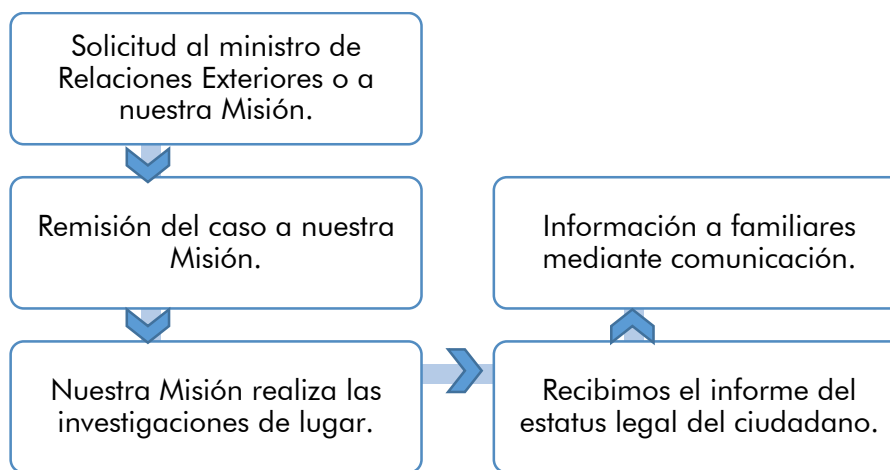 Solicitud al ministro de
Relaciones Exteriores o a
nuestra Misión.
Remisión del caso a nuestra
Misión.
Nuestra Misión realiza las
investigaciones de lugar.
Recibimos el informe del
estatus legal del ciudadano.
Información a familiares
mediante comunicación.